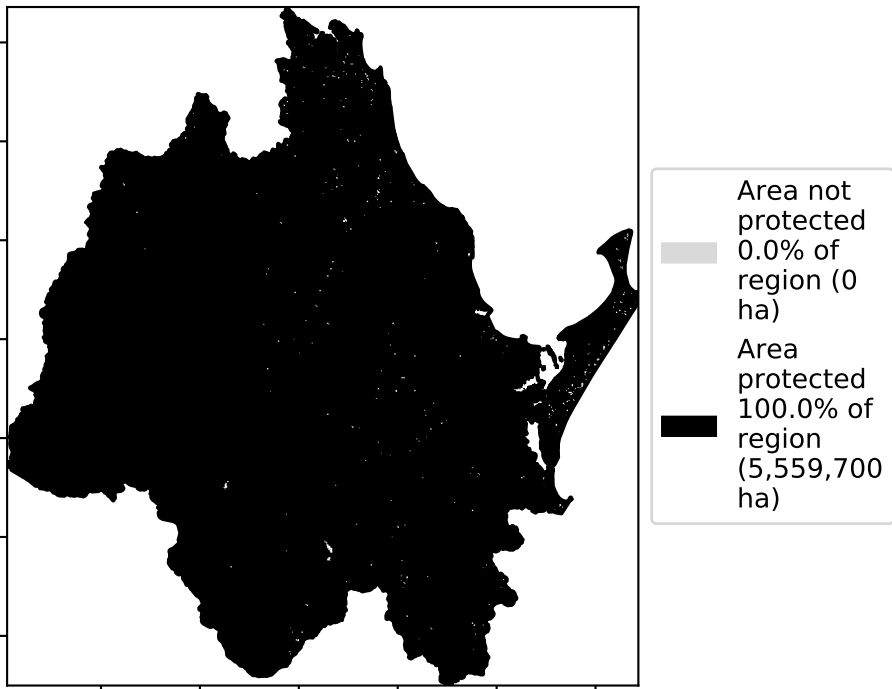 Area not
protected
0.0% of
region (0
ha)
Area
protected
100.0% of
region
(5,559,700
ha)